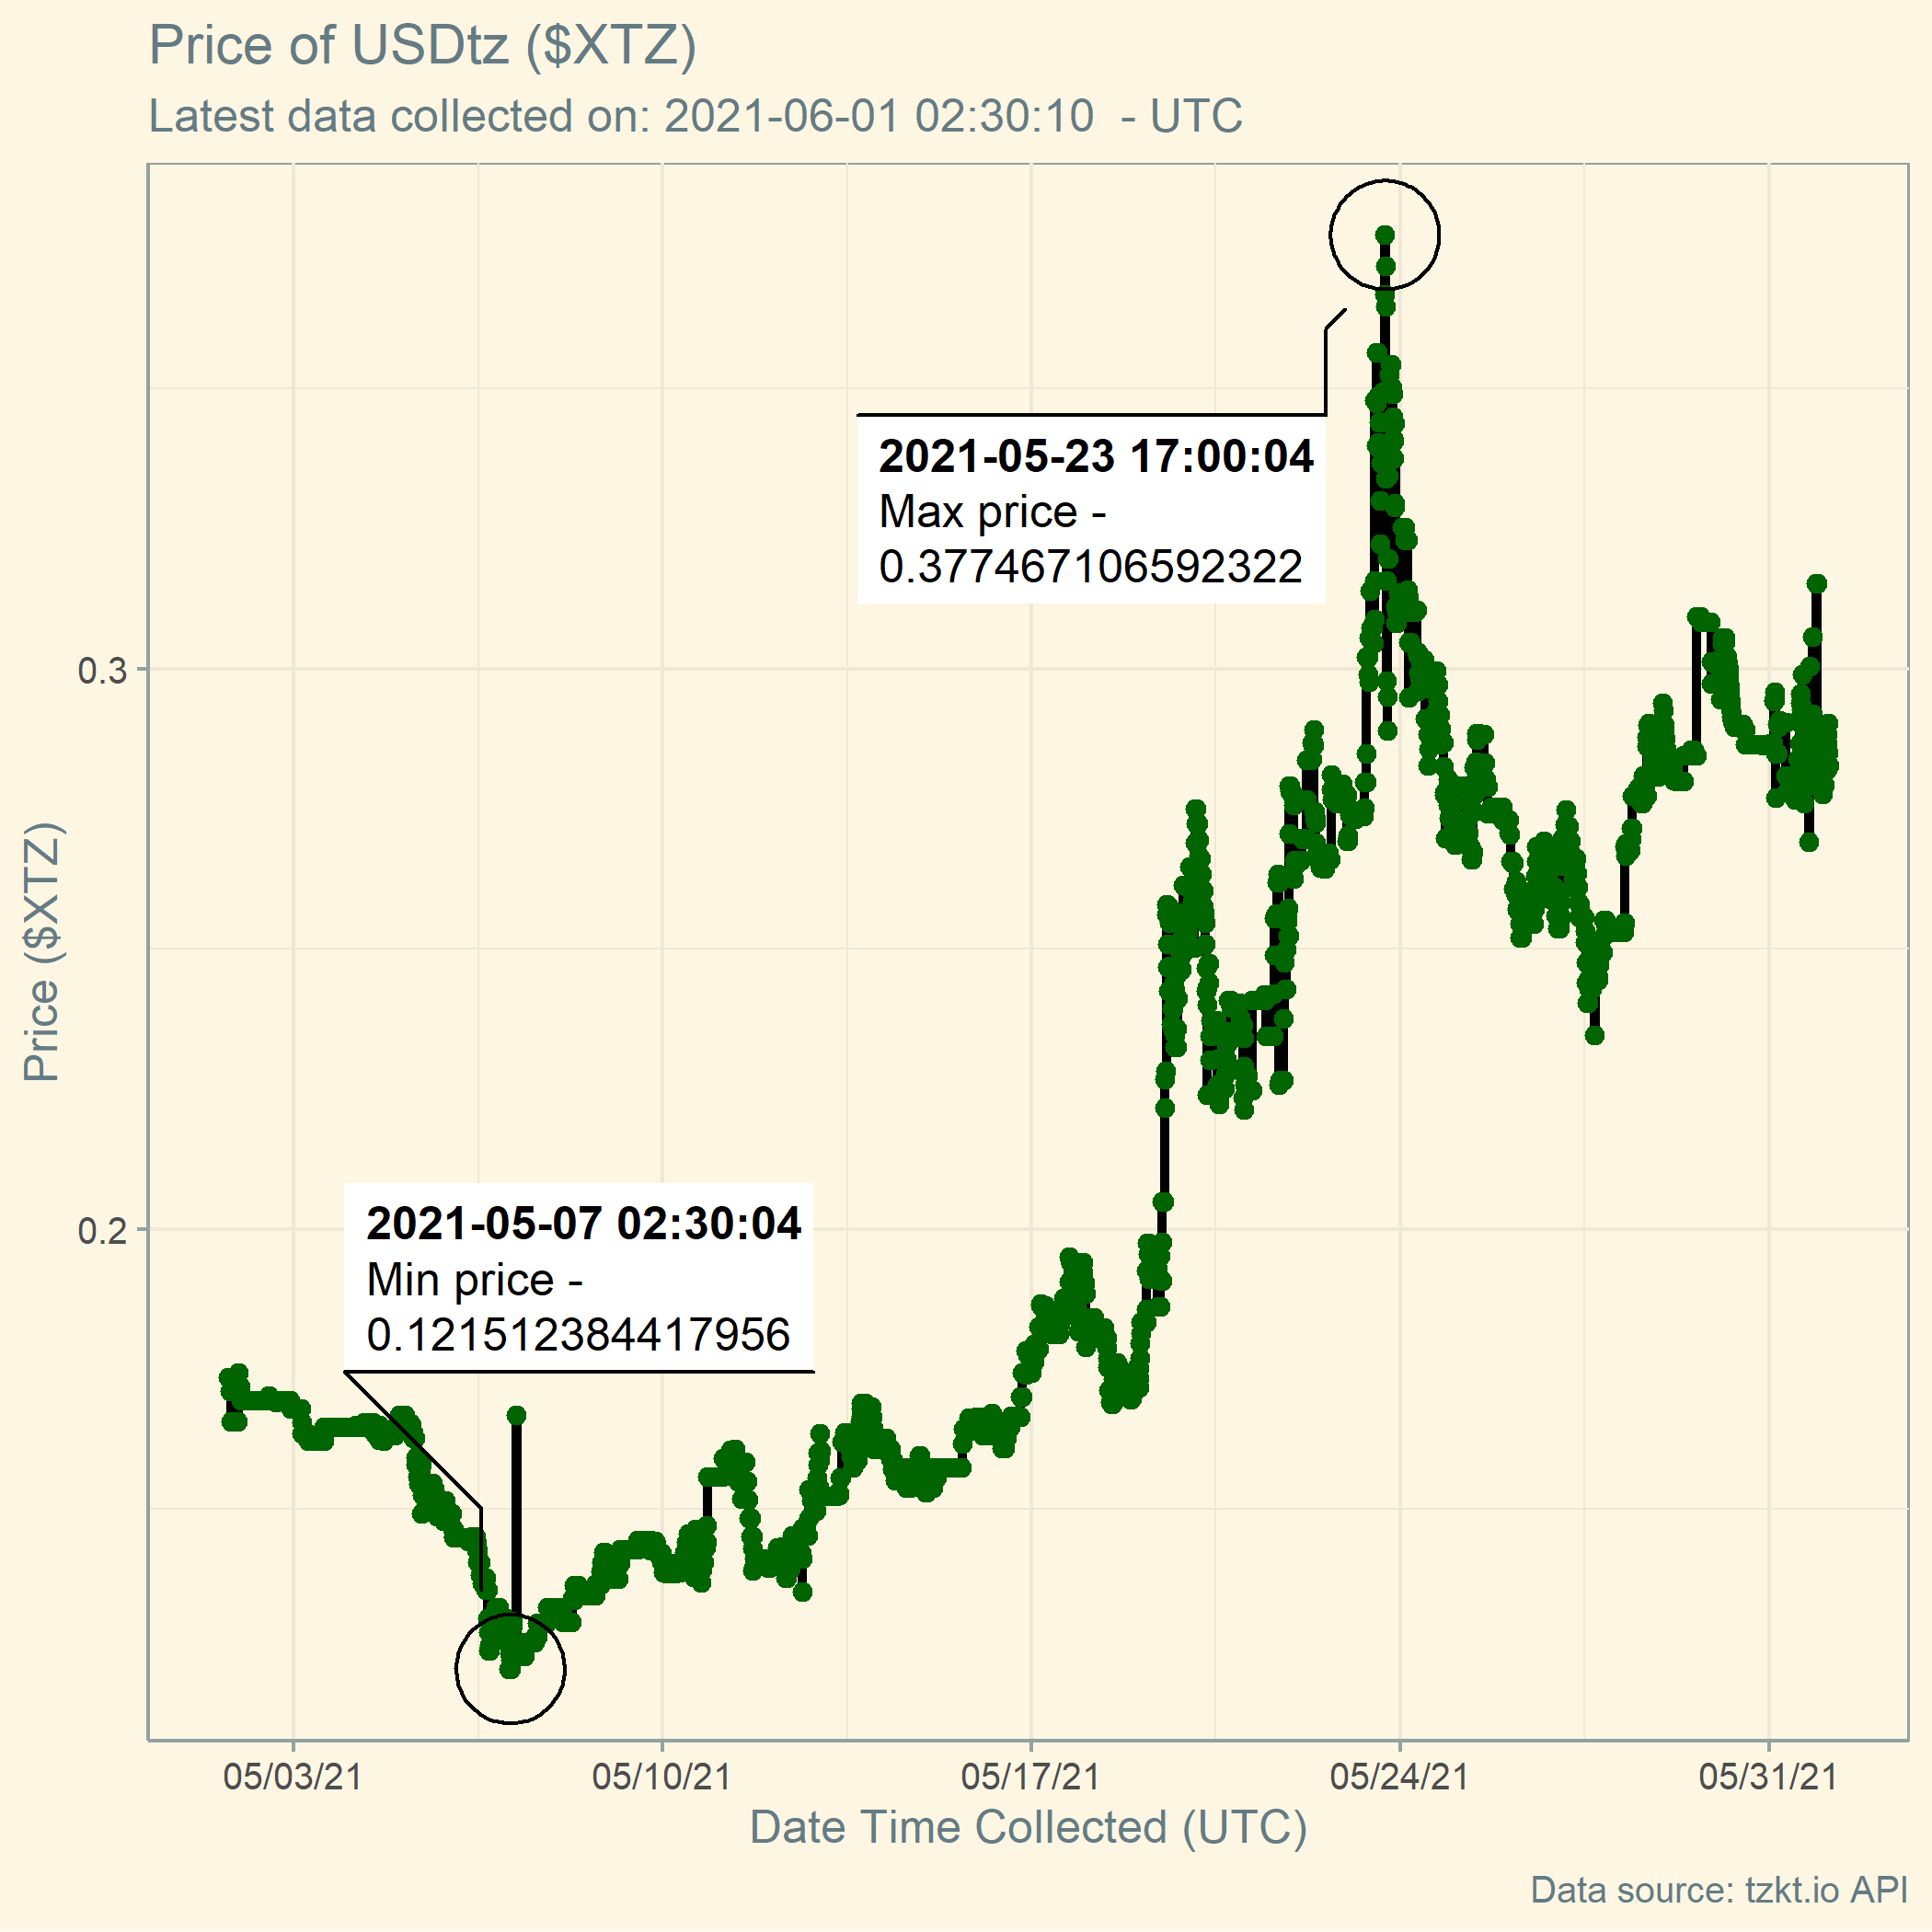 Price of USDtz ($XTZ)
Latest data collected on: 2021-06-01 02:30:10  - UTC
2021-05-23 17:00:04
Max price -
0.377467106592322
0.3
Price ($XTZ)
0.2
2021-05-07 02:30:04
Min price -
0.121512384417956
05/03/21
05/10/21
05/17/21
05/24/21
05/31/21
Date Time Collected (UTC)
Data source: tzkt.io API